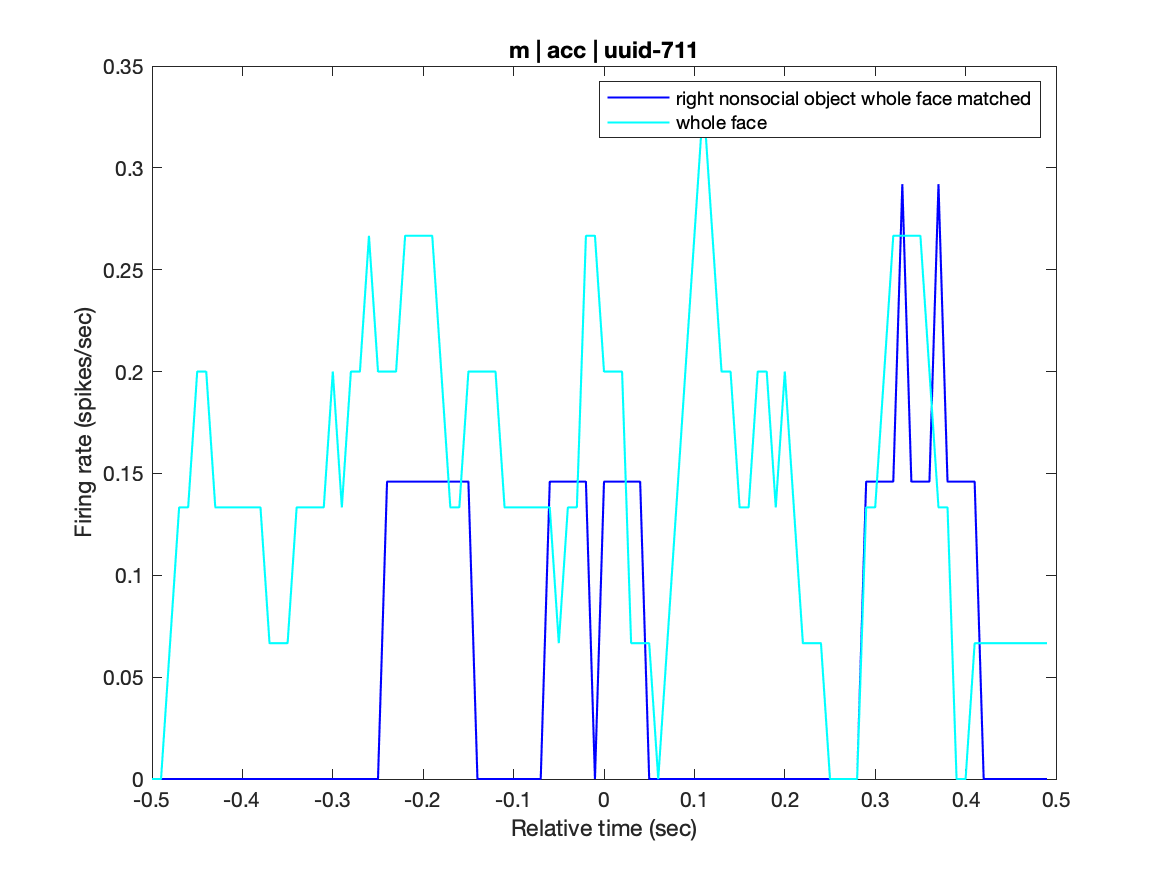 m | acc | uuid-711
0.35
0.3
0.25
0.2
0.15
0.1
0.05
0
Firing rate (spikes/sec)
right nonsocial object whole face matched
whole face
-0.5 -0.4 -0.3 -0.2 -0.1 0 0.1 0.2 0.3 0.4 0.5
Relative time (sec)